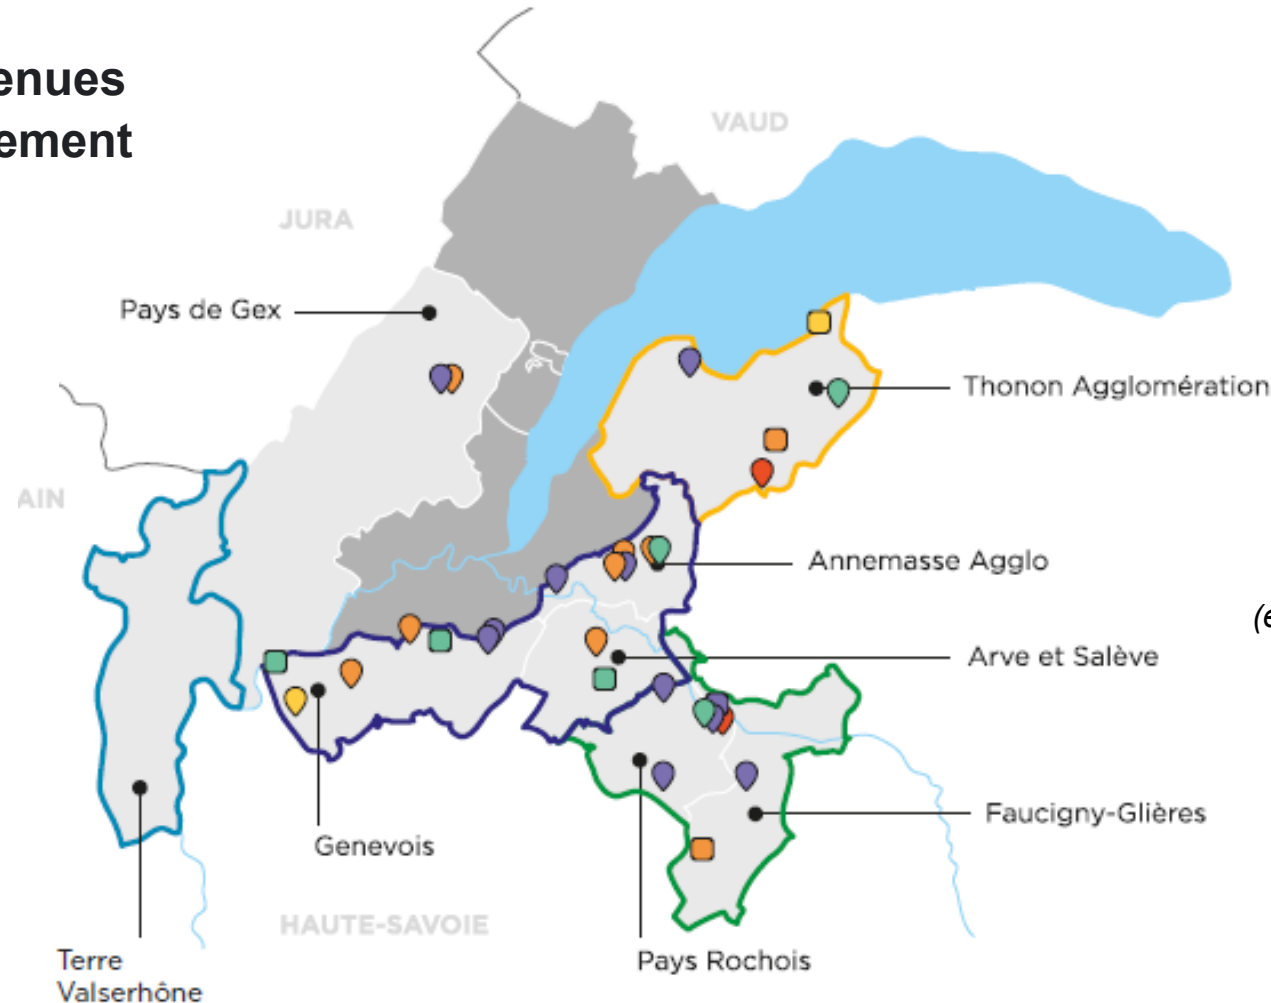 enues
ement
VAUD
JURA
Pays de Gex
Thonon Agglomération
AIN
Annemasse Agglo
(e
Arve et Salève
Faucigny-Glières
Genevois
HAUTE-SAVOIE
Pays Rochois
Terre
Valserhône